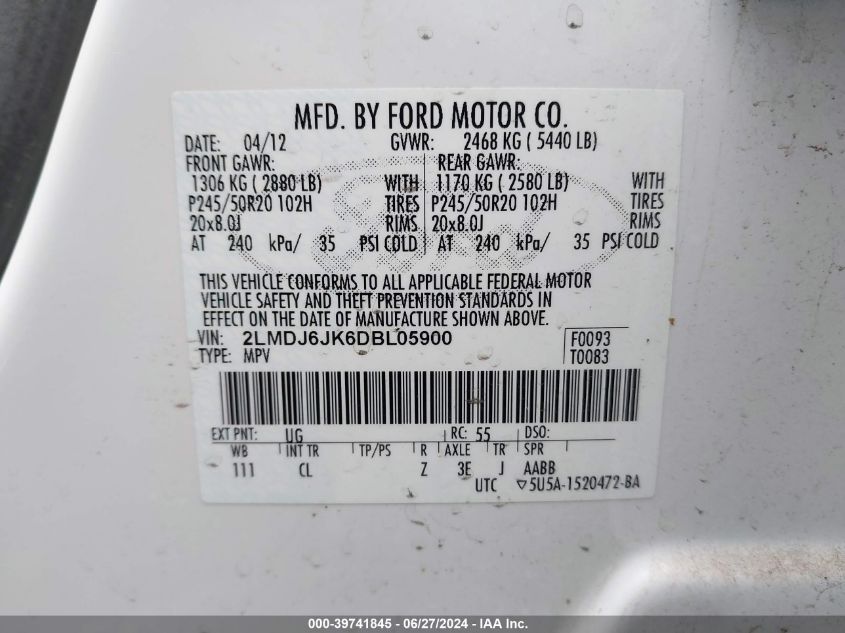 MFD. BY FORD MOTOR CO.
DATE: 04/12 GVWR: 2468 KG ( 5440 LB)
FRONT GAWR: REAR GAWR:
1306 KG ( 2880 LB) WITH 1170 KG ( 2580 LB) WITH
P245/50R20 102H TIRES P245/50R20 102H TIRES
20x8.0J RIMS 20x8.0J RIMS
AT 240 kPa/ 35 PSI COLD AT 240 kPa/ 35 PSI COLD
THIS VEHICLE CONFORMS TO ALL APPLICABLE FEDERAL MOTOR
VEHICLE SAFETY AND THEFT PREVENTION STANDARDS IN
EFFECT ON THE DATE OF MANUFACTURE SHOWN ABOVE.
VIN: 2LMDJ6JK6DBL05900 F0093
TYPE: MPV T0083
EXT PNT: UG RC: 55 DSO:
WB INT TR TP/PS R AXLE TR SPR
111 CL Z 3E J AABB
UTC ▽5U5A-1520472-BA
000-39741845 - 06/27/2024 - IAA Inc.